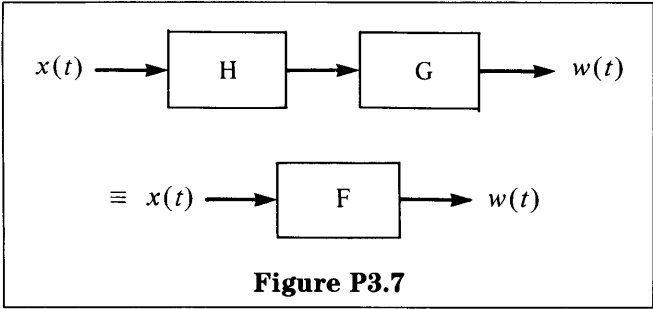 x(t) H G w(t)
≡ x(t) F w(t)
Figure P3.7